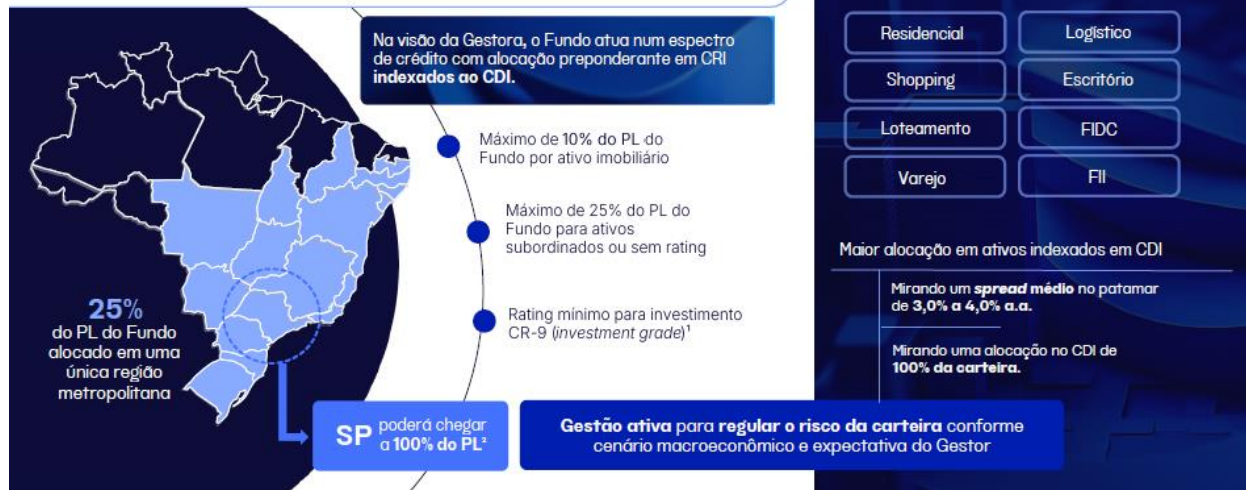 Na visão da Gestora, o Fundo atua num espectro
de crédito com alocação preponderante em CRI
indexados ao CDI.
Máximo de 10% do PL do
Fundo por ativo imobiliário
Máximo de 25% do PL do
Fundo para ativos
subordinados ou sem rating
Rating mínimo para investimento
CR-9 (investment grade)¹
25%
do PL do Fundo
alocado em uma
única região
metropolitana
SP poderá chegar
a 100% do PL²
Gestão ativa para regular o risco da carteira conforme
cenário macroeconômico e expectativa do Gestor
Residencial
Logístico
Shopping
Escritório
Loteamento
FIDC
Varejo
FII
Maior alocação em ativos indexados em CDI
Mirando um spread médio no patamar
de 3,0% a 4,0% a.a.
Mirando uma alocação no CDI de
100% da carteira.